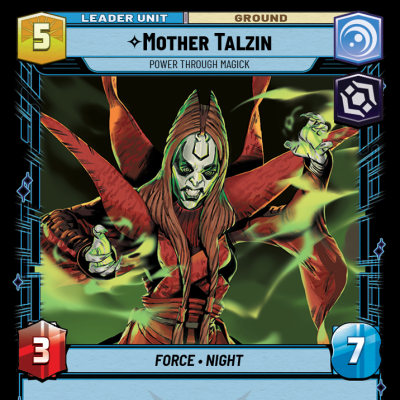 LEADER UNIT
GROUND
5
MOTHER TALZIN
POWER THROUGH MAGICK
3
FORCE • NIGHT
7